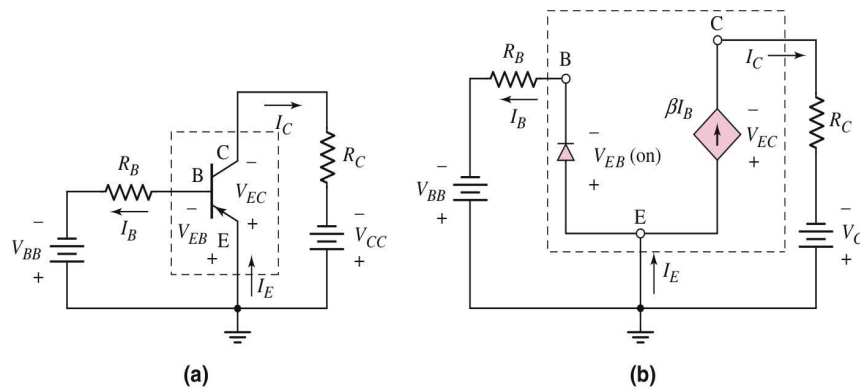 C
I_C
R_B
B
C
−
V_EC
+
R_C
I_B
−
V_EB
+
E
−
V_BB
+
−
V_CC
+
I_E
(a)
C
I_C
R_B
B
I_B
βI_B
−
V_EC
+
R_C
−
V_EB (on)
+
−
V_BB
+
E
−
V_C
+
I_E
(b)